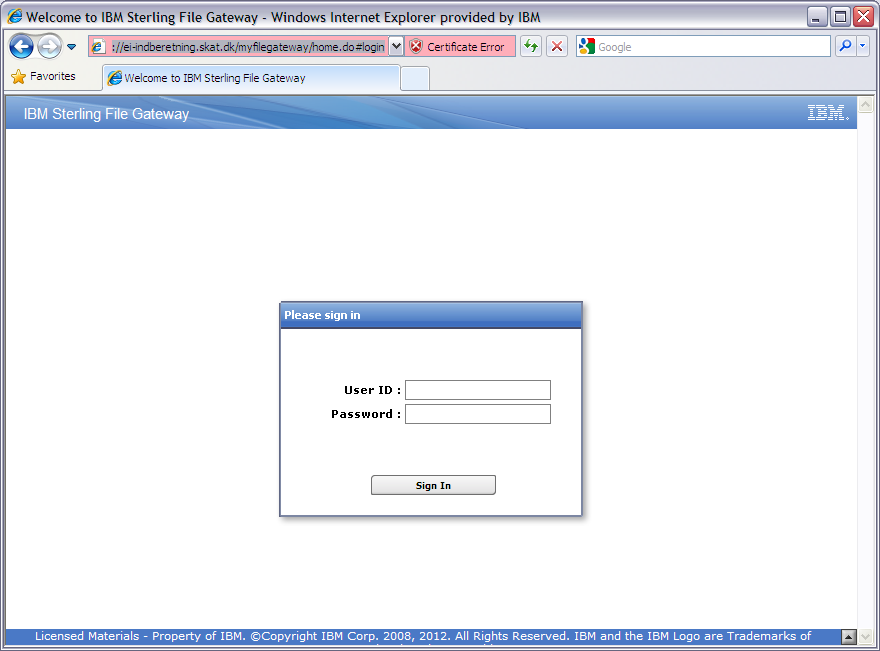 Welcome to IBM Sterling File Gateway - Windows Internet Explorer provided by IBM
://ei-indberetning.skat.dk/myfilegateway/home.do#login
Certificate Error
Google
Favorites
Welcome to IBM Sterling File Gateway
IBM Sterling File Gateway
IBM.
Please sign in
User ID :
Password :
Sign In
Licensed Materials - Property of IBM. ©Copyright IBM Corp. 2008, 2012. All Rights Reserved. IBM and the IBM Logo are Trademarks of